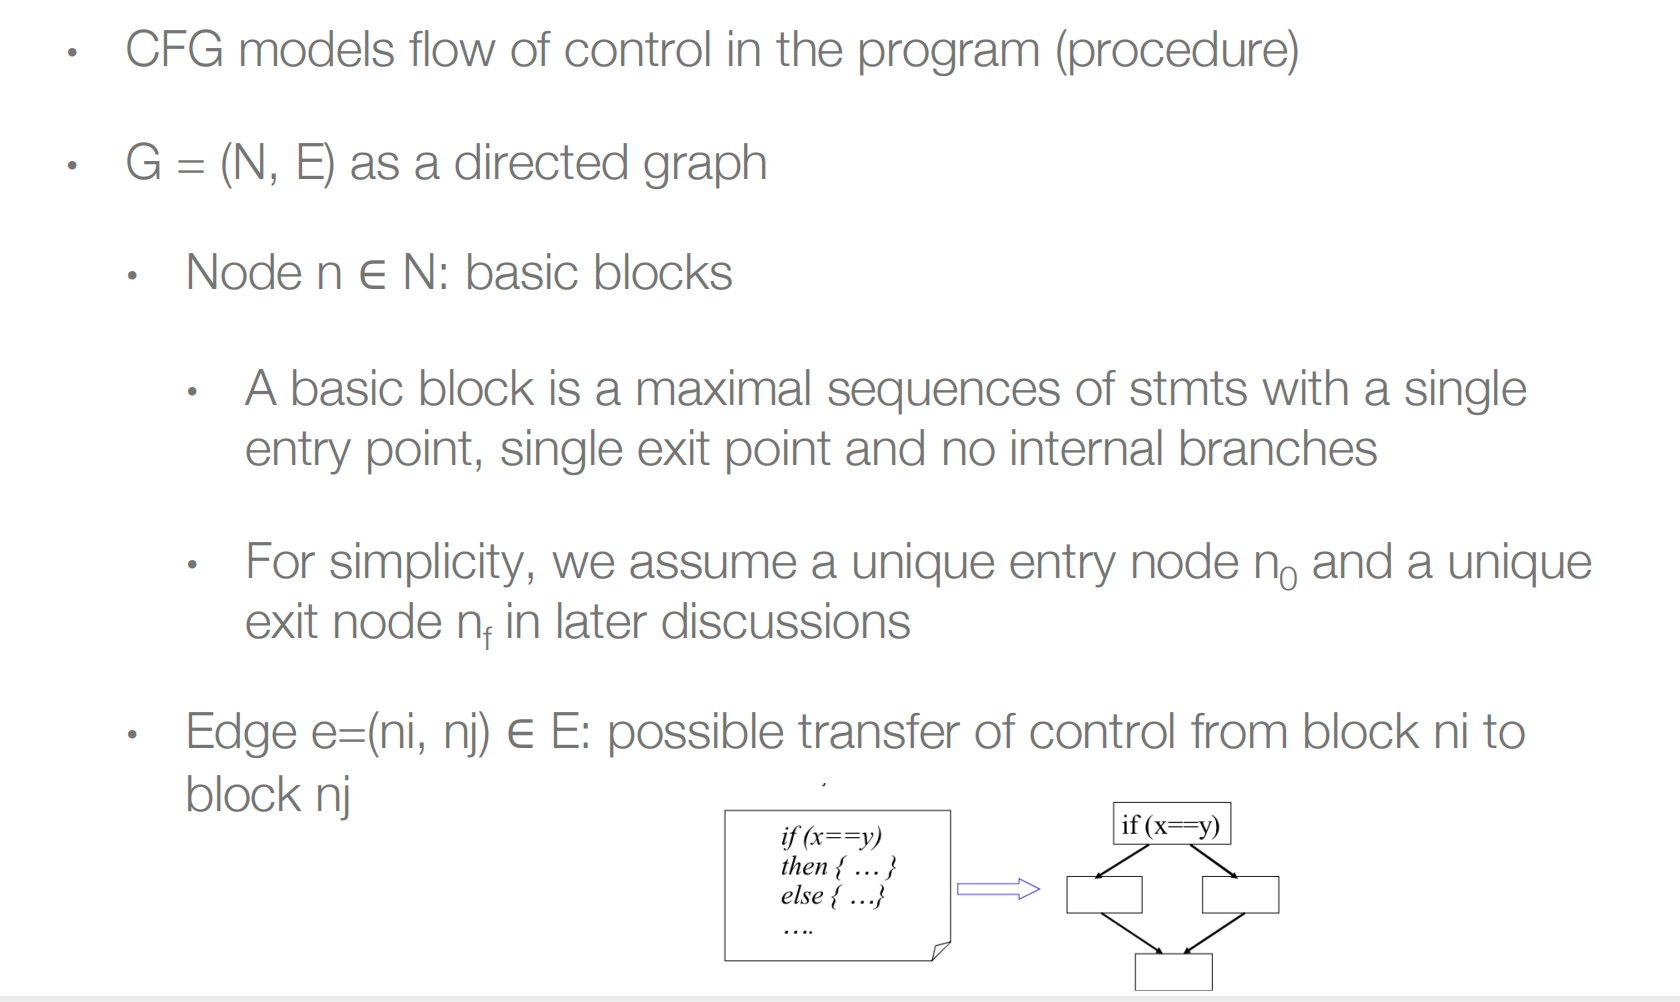 • CFG models flow of control in the program (procedure)
• G = (N, E) as a directed graph
• Node n ∈ N: basic blocks
• A basic block is a maximal sequences of stmts with a single
entry point, single exit point and no internal branches
• For simplicity, we assume a unique entry node n₀ and a unique
exit node n_f in later discussions
• Edge e=(ni, nj) ∈ E: possible transfer of control from block ni to
block nj
if (x==y)
then { … }
else { …}
….
if (x==y)